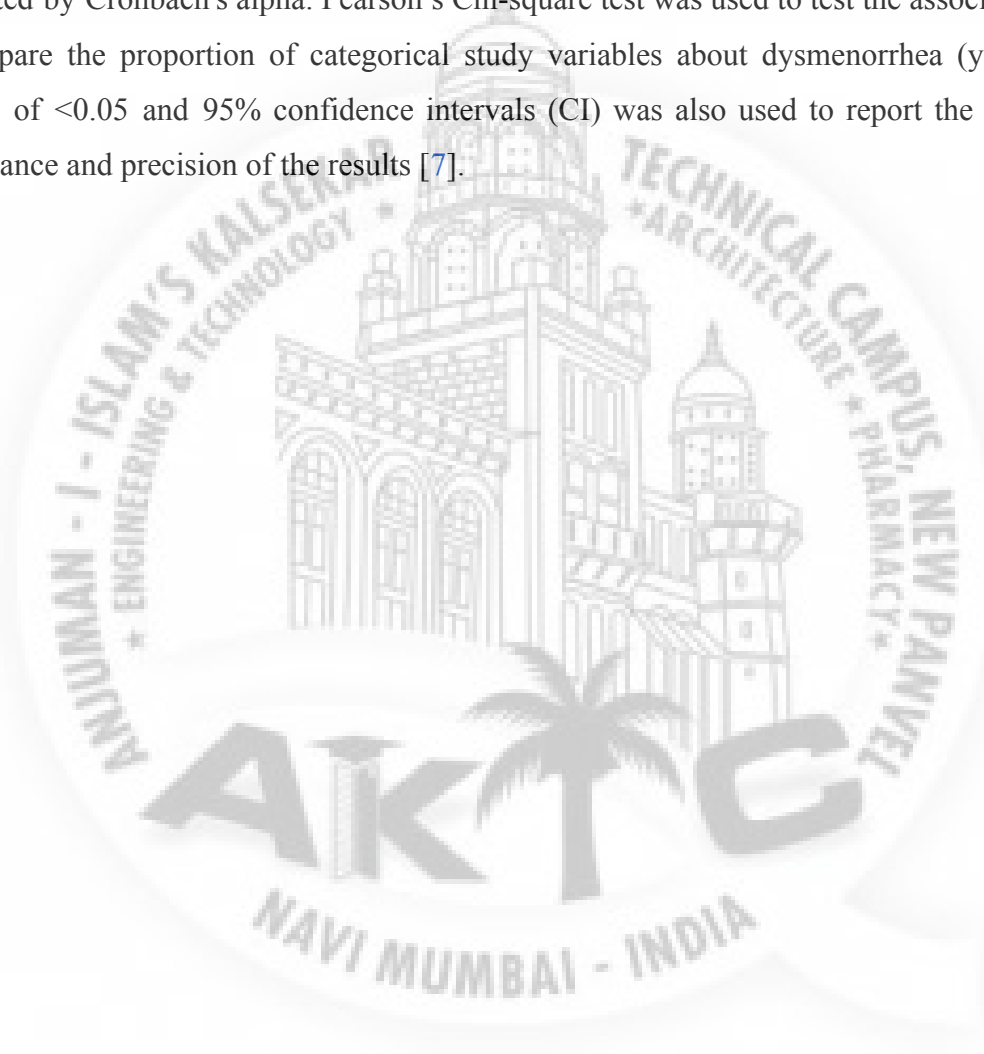 ted by Cronbach's alpha. Pearson's Chi-square test was used to test the associ
pare the proportion of categorical study variables about dysmenorrhea (y
of <0.05 and 95% confidence intervals (CI) was also used to report the
ance and precision of the results [7].
ANJUMAN - I - ISLAM'S KALSEKAR TECHNICAL CAMPUS, NEW PANVEL
* ENGINEERING & TECHNOLOGY * *ARCHITECTURE * PHARMACY*
AKTC
NAVI MUMBAI - INDIA